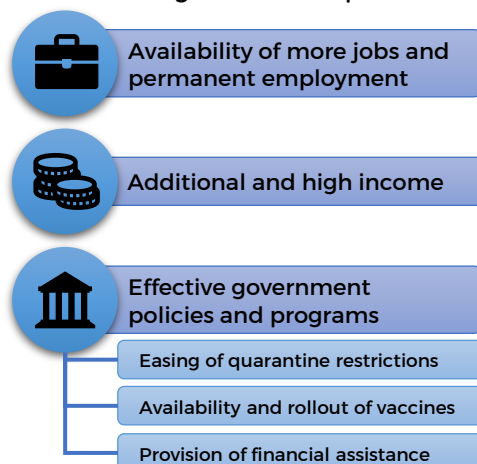 Availability of more jobs and
permanent employment
Additional and high income
Effective government
policies and programs
Easing of quarantine restrictions
Availability and rollout of vaccines
Provision of financial assistance